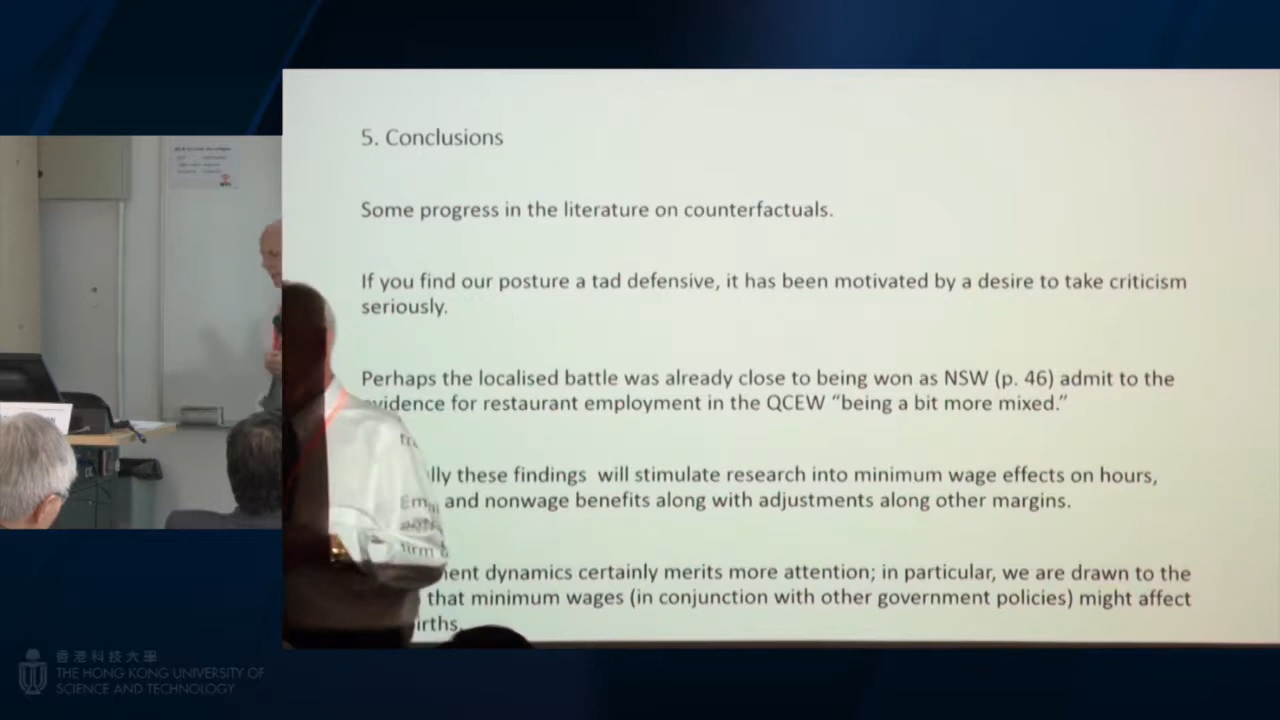 5. Conclusions
Some progress in the literature on counterfactuals.
If you find our posture a tad defensive, it has been motivated by a desire to take criticism
seriously.
Perhaps the localised battle was already close to being won as NSW (p. 46) admit to the
evidence for restaurant employment in the QCEW “being a bit more mixed.”
lly these findings will stimulate research into minimum wage effects on hours,
and nonwage benefits along with adjustments along other margins.
ent dynamics certainly merits more attention; in particular, we are drawn to the
that minimum wages (in conjunction with other government policies) might affect
irths.
香港科技大學
THE HONG KONG UNIVERSITY OF
SCIENCE AND TECHNOLOGY